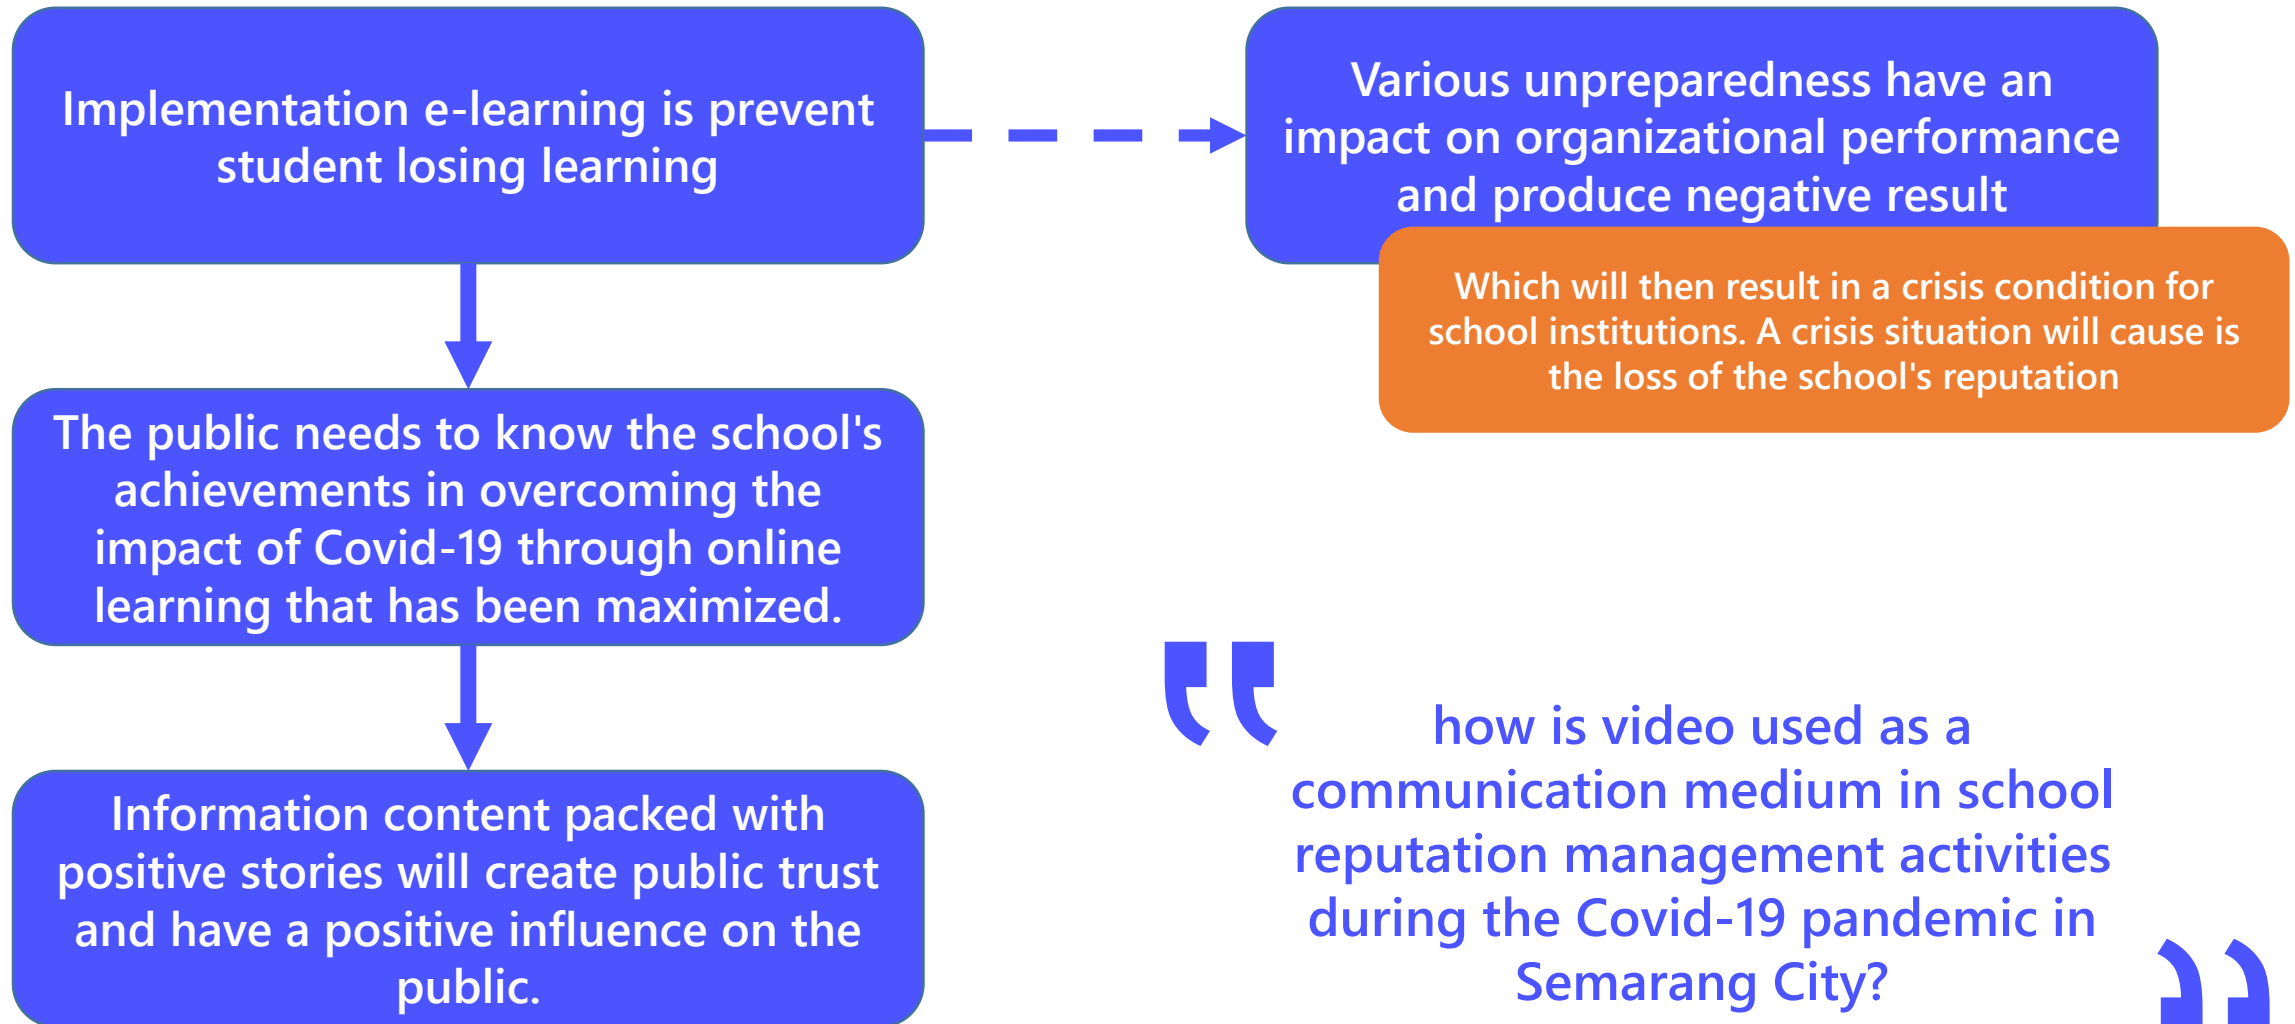 Implementation e-learning is prevent
student losing learning
Various unpreparedness have an
impact on organizational performance
and produce negative result
Which will then result in a crisis condition for
school institutions. A crisis situation will cause is
the loss of the school's reputation
The public needs to know the school's
achievements in overcoming the
impact of Covid-19 through online
learning that has been maximized.
Information content packed with
positive stories will create public trust
and have a positive influence on the
public.
"
how is video used as a
communication medium in school
reputation management activities
during the Covid-19 pandemic in
Semarang City?
"